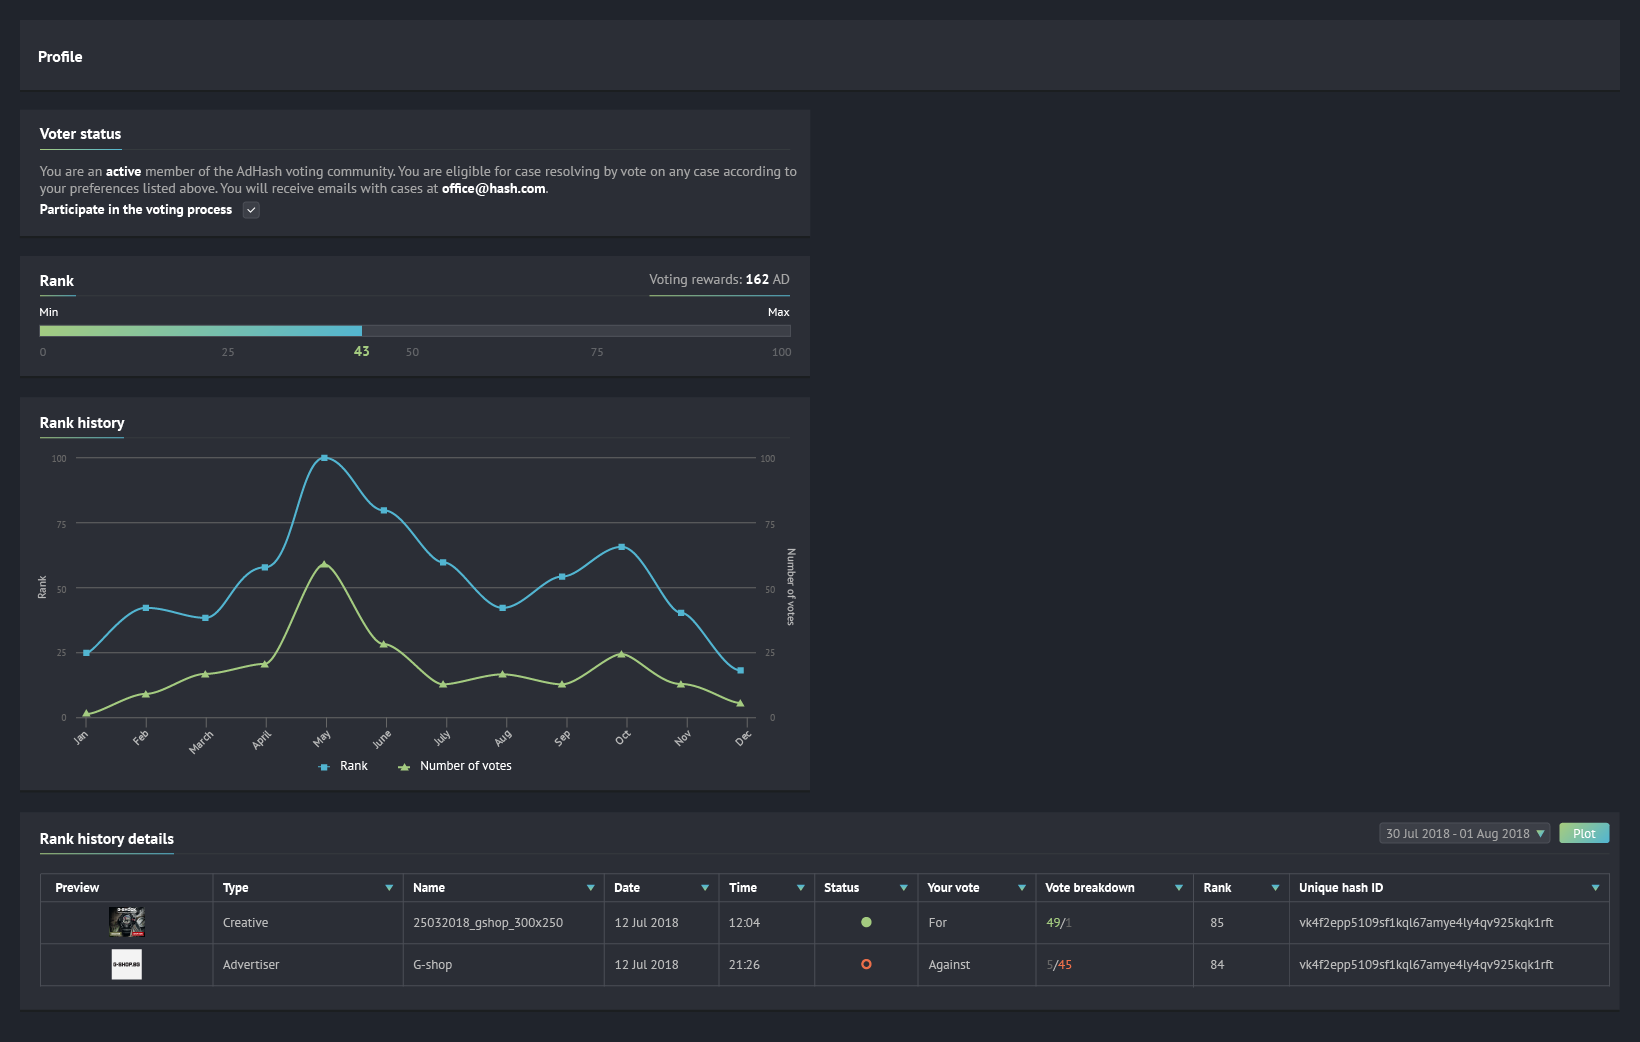 Profile
Voter status
You are an active member of the AdHash voting community. You are eligible for case resolving by vote on any case according to
your preferences listed above. You will receive emails with cases at office@hash.com.
Participate in the voting process
Rank
Voting rewards: 162 AD
Min Max
0 25 43 50 75 100
Rank history
100 100
75 75
50 50
25 25
0 0
Rank
Number of votes
Jan Feb March April May June July Aug Sep Oct Nov Dec
Rank Number of votes
Rank history details
30 Jul 2018 - 01 Aug 2018 Plot
Preview Type Name Date Time Status Your vote Vote breakdown Rank Unique hash ID
Creative 25032018_gshop_300x250 12 Jul 2018 12:04 For 49/1 85 vk4f2epp5109sf1kql67amye4ly4qv925kqk1rft
G-SHOP.BG Advertiser G-shop 12 Jul 2018 21:26 Against 5/45 84 vk4f2epp5109sf1kql67amye4ly4qv925kqk1rft